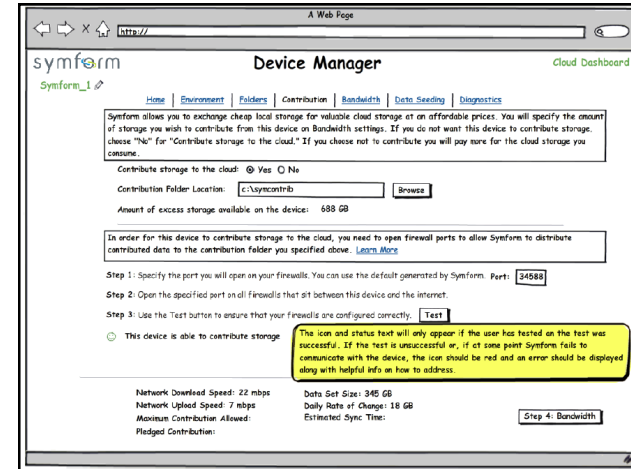 A Web Page
http://
symform
Device Manager
Cloud Dashboard
Symform_1
Home | Environment | Folders | Contribution | Bandwidth | Data Seeding | Diagnostics
Symform allows you to exchange cheap local storage for valuable cloud storage at an affordable prices. You will specify the amount
of storage you wish to contribute from this device on Bandwidth settings. If you do not want this device to contribute storage,
choose "No" for "Contribute storage to the cloud," If you choose not to contribute you will pay more for the cloud storage you
consume.
Contribute storage to the cloud: Yes No
Contribution Folder Location: c:\symcontrib Browse
Amount of excess storage available on the device: 688 GB
In order for this device to contribute storage to the cloud, you need to open firewall ports to allow Symform to distribute
contributed data to the contribution folder you specified above. Learn More
Step 1: Specify the port you will open on your firewalls. You can use the default generated by Symform. Port: 34588
Step 2: Open the specified port on all firewalls that sit between this device and the internet.
Step 3: Use the Test button to ensure that your firewalls are configured correctly. Test
This device is able to contribute storage
The icon and status text will only appear if the user has tested an the test was
successful. If the test is unsuccessful or, if at some point Symform fails to
communicate with the device, the icon should be red and an error should be displayed
along with helpful info on how to address.
Network Download Speed: 22 mbps
Network Upload Speed: 7 mbps
Maximum Contribution Allowed:
Pledged Contribution:
Data Set Size: 345 GB
Daily Rate of Change: 18 GB
Estimated Sync Time:
Step 4: Bandwidth